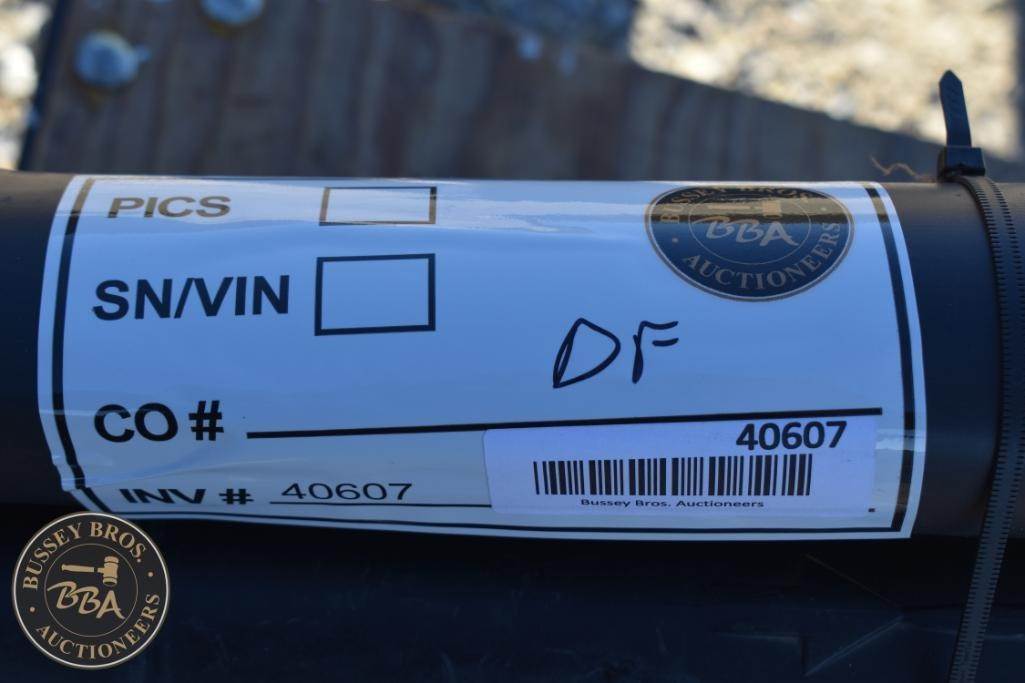 PICS
BUSSEY BROS.
BBA
AUCTIONEERS
SN/VIN
DF
CO #
40607
Bussey Bros. Auctioneers
INV # 40607
BUSSEY BROS.
BBA
AUCTIONEERS